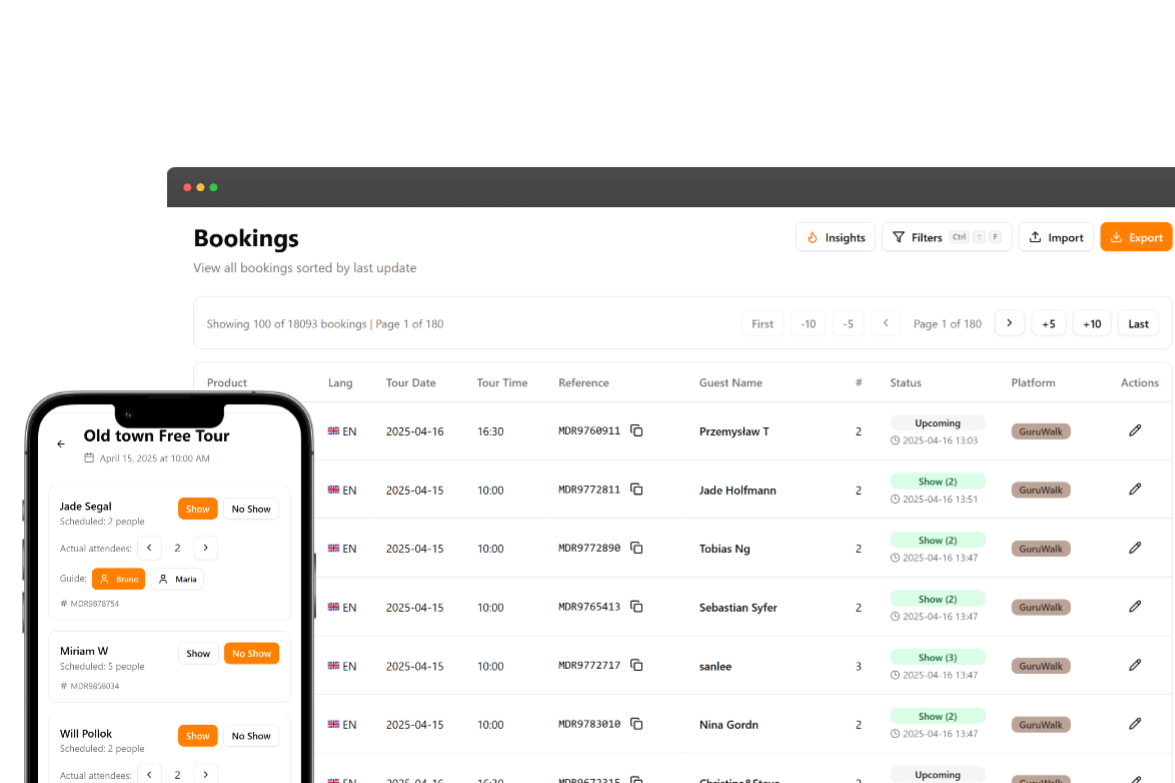 Bookings
View all bookings sorted by last update
Insights
Filters Ctrl ⇧ F
Import
Export
Showing 100 of 18093 bookings | Page 1 of 180
First -10 -5 < Page 1 of 180 > +5 +10 Last
Product Lang Tour Date Tour Time Reference Guest Name # Status Platform Actions
EN 2025-04-16 16:30 MDR9760911 Przemysław T 2 Upcoming GuruWalk
2025-04-16 13:03
EN 2025-04-15 10:00 MDR9772811 Jade Holfmann 2 Show (2) GuruWalk
2025-04-16 13:51
EN 2025-04-15 10:00 MDR9772890 Tobias Ng 2 Show (2) GuruWalk
2025-04-16 13:47
EN 2025-04-15 10:00 MDR9765413 Sebastian Syfer 2 Show (2) GuruWalk
2025-04-16 13:47
EN 2025-04-15 10:00 MDR9772717 sanlee 3 Show (3) GuruWalk
2025-04-16 13:47
EN 2025-04-15 10:00 MDR9783010 Nina Gordn 2 Show (2) GuruWalk
2025-04-16 13:47
EN 2025-04-16 16:30 MDR9672315 Christine&Steve 2 Upcoming GuruWalk
Old town Free Tour
April 15, 2025 at 10:00 AM
Jade Segal Show No Show
Scheduled: 2 people
Actual attendees: < 2 >
Guide: Bruno Maria
# MDR9878754
Miriam W Show No Show
Scheduled: 5 people
# MDR9858034
Will Pollok Show No Show
Scheduled: 2 people
Actual attendees: < 2 >